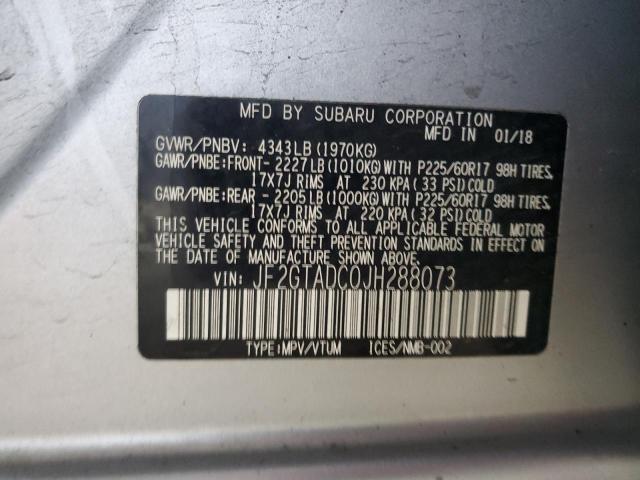 MFD BY SUBARU CORPORATION
MFD IN 01/18
GVWR/PNBV: 4343LB (1970KG)
GAWR/PNBE:FRONT- 2227LB (1010KG) WITH P225/60R17 98H TIRES,
17X7J RIMS AT 230 KPA (33 PSI) COLD
GAWR/PNBE:REAR - 2205LB (1000KG) WITH P225/60R17 98H TIRES,
17X7J RIMS AT 220 KPA (32 PSI) COLD
THIS VEHICLE CONFORMS TO ALL APPLICABLE FEDERAL MOTOR
VEHICLE SAFETY AND THEFT PREVENTION STANDARDS IN EFFECT ON
THE DATE OF MANUFACTURE SHOWN ABOVE.
VIN: JF2GTADC0JH288073
TYPE:MPV/VTUM ICES/NMB-002